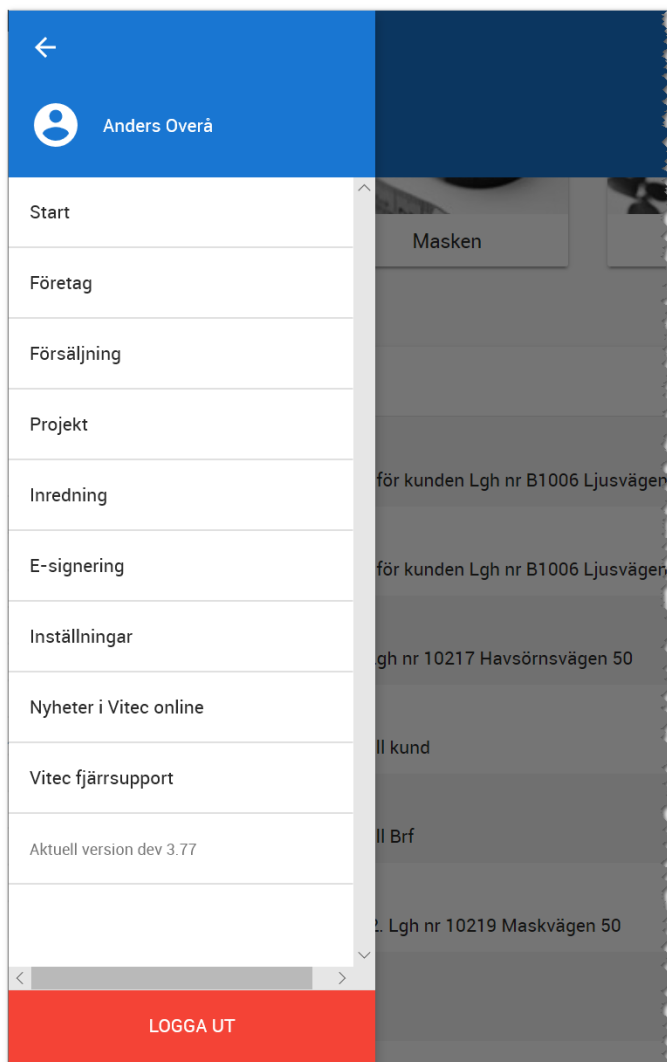 Anders Overå
Start
Företag
Försäljning
Projekt
Inredning
E-signering
Inställningar
Nyheter i Vitec online
Vitec fjärrsupport
Aktuell version dev 3.77
LOGGA UT
Masken
för kunden Lgh nr B1006 Ljusvägen
för kunden Lgh nr B1006 Ljusvägen
gh nr 10217 Havsörnsvägen 50
ll kund
ll Brf
2. Lgh nr 10219 Maskvägen 50